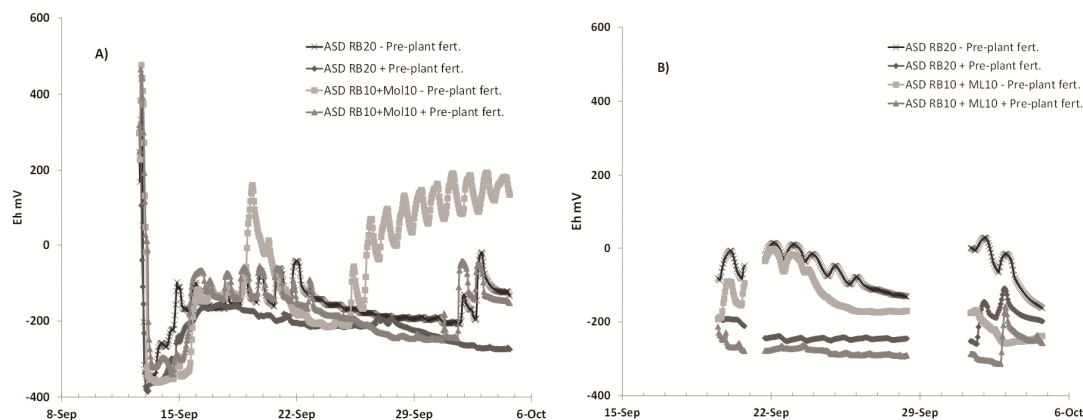 600
A)
ASD RB20 - Pre-plant fert.
ASD RB20 + Pre-plant fert.
ASD RB10+Mol10 - Pre-plant fert.
ASD RB10+Mol10 + Pre-plant fert.
400
200
0
-200
-400
Eh mV
8-Sep 15-Sep 22-Sep 29-Sep 6-Oct
600
B)
ASD RB20 - Pre-plant fert.
ASD RB20 + Pre-plant fert.
ASD RB10 + ML10 - Pre-plant fert.
ASD RB10 + ML10 + Pre-plant fert.
400
200
0
-200
-400
Eh mV
15-Sep 22-Sep 29-Sep 6-Oct